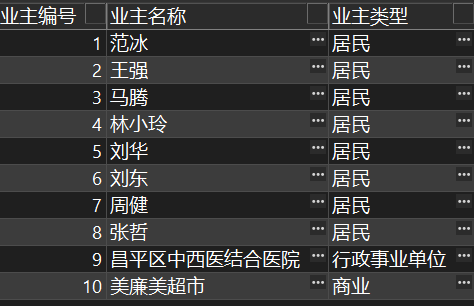 业主编号 业主名称 业主类型
1 范冰 居民
2 王强 居民
3 马腾 居民
4 林小玲 居民
5 刘华 居民
6 刘东 居民
7 周健 居民
8 张哲 居民
9 昌平区中西医结合医院 行政事业单位
10 美廉美超市 商业